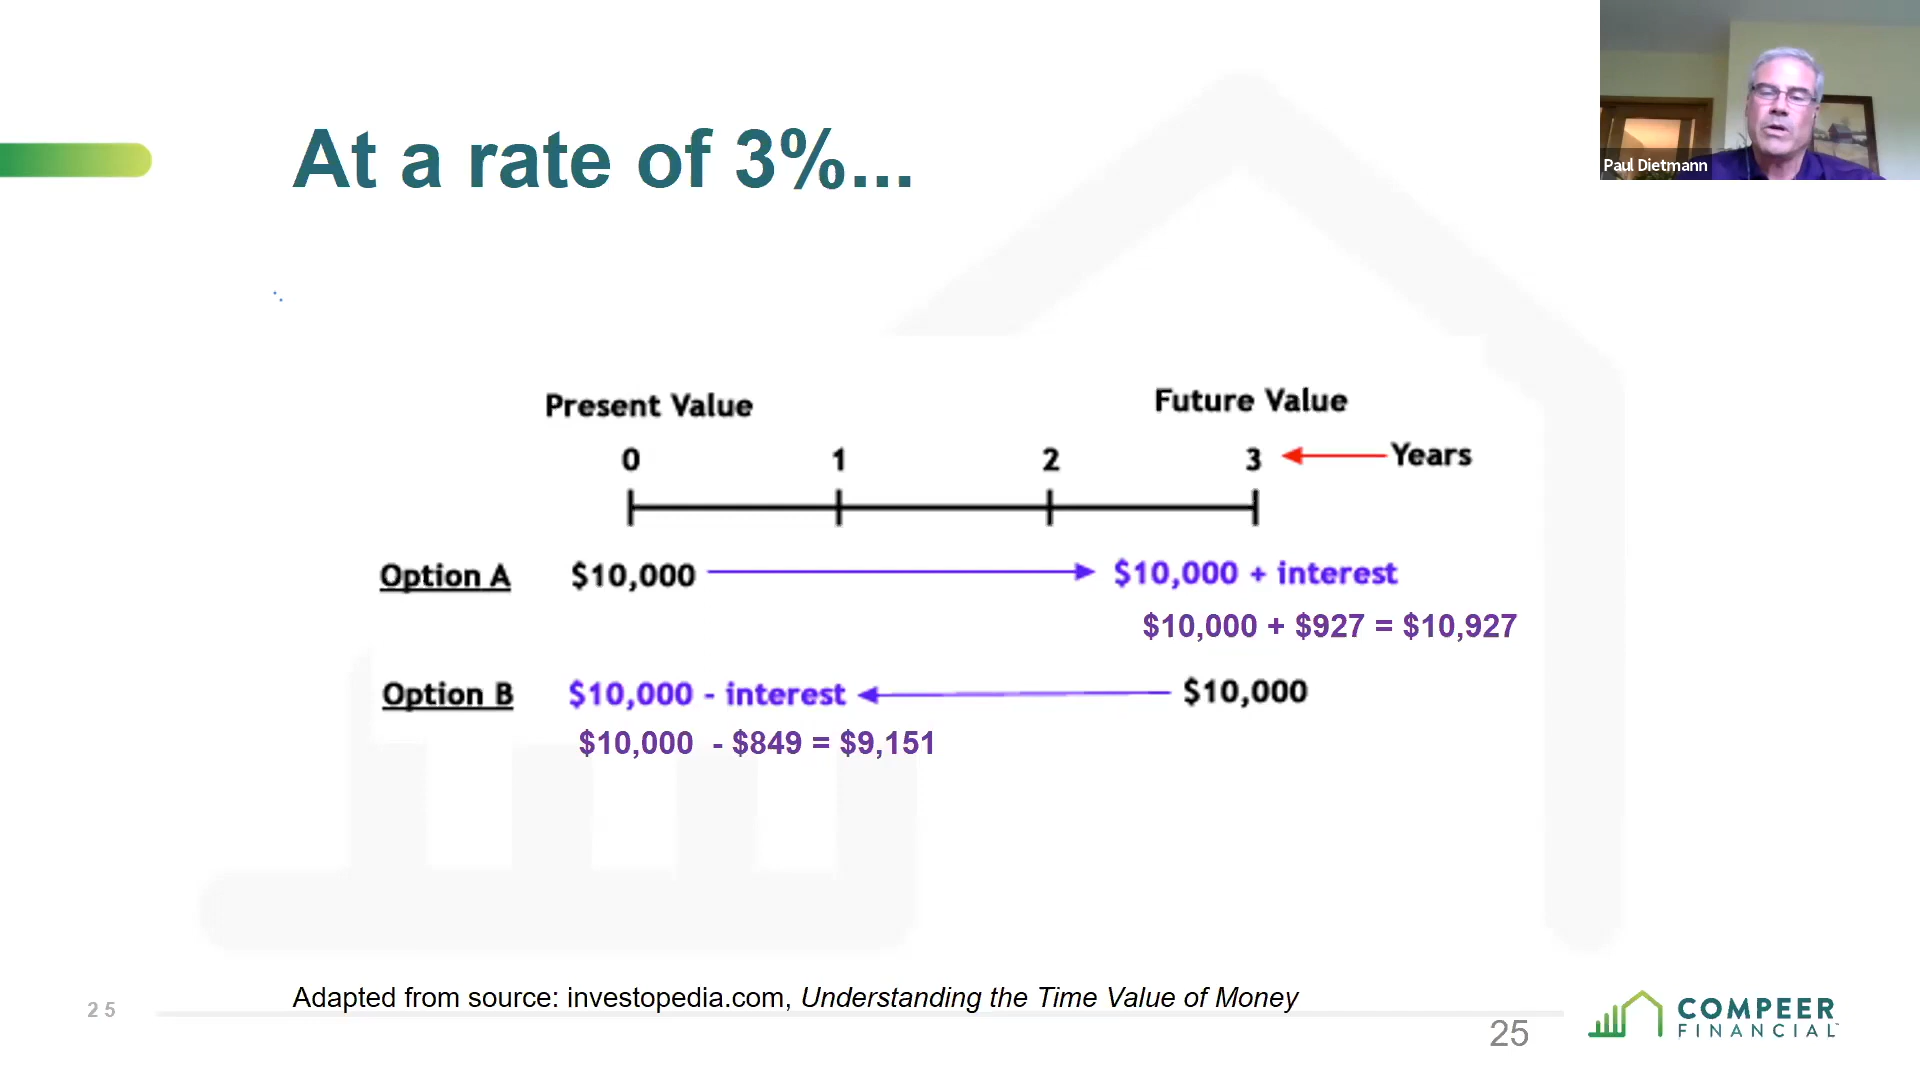 Paul Dietmann
At a rate of 3%...
Present Value
Future Value
0 1 2 3 Years
Option A $10,000 $10,000 + interest
$10,000 + $927 = $10,927
Option B $10,000 - interest $10,000
$10,000 - $849 = $9,151
Adapted from source: investopedia.com, Understanding the Time Value of Money
25
25
COMPEER
FINANCIAL™